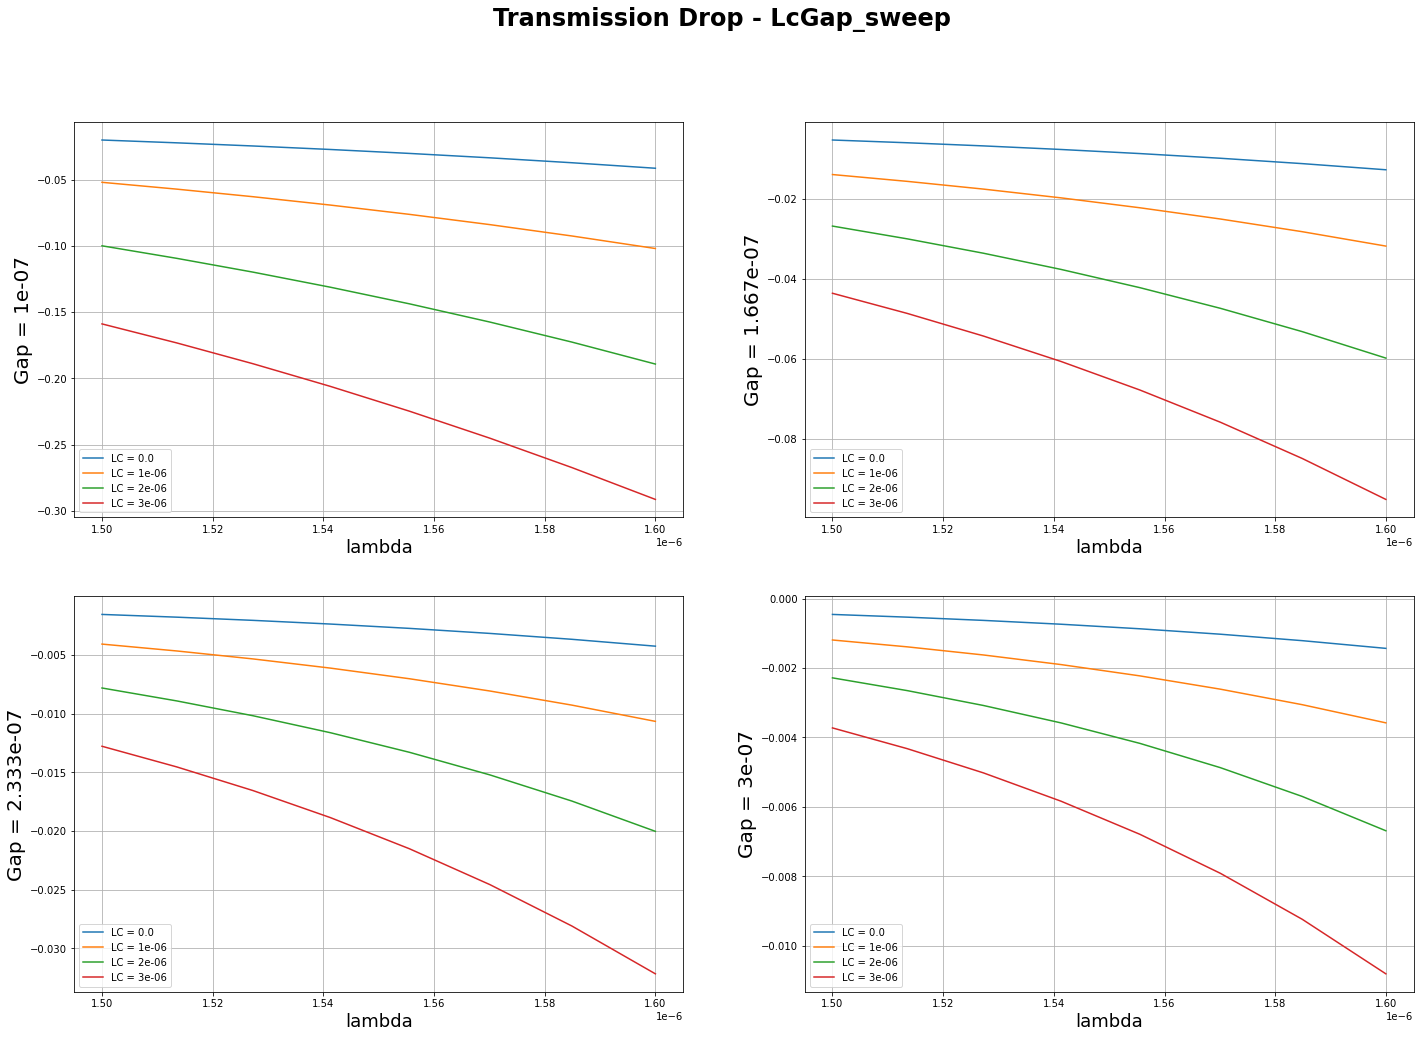 Transmission Drop - LcGap_sweep
Gap = 1e-07
−0.05
−0.10
−0.15
−0.20
−0.25
−0.30
LC = 0.0
LC = 1e-06
LC = 2e-06
LC = 3e-06
1.50 1.52 1.54 1.56 1.58 1.60
1e−6
lambda
Gap = 1.667e-07
−0.02
−0.04
−0.06
−0.08
LC = 0.0
LC = 1e-06
LC = 2e-06
LC = 3e-06
1.50 1.52 1.54 1.56 1.58 1.60
1e−6
lambda
Gap = 2.333e-07
−0.005
−0.010
−0.015
−0.020
−0.025
−0.030
LC = 0.0
LC = 1e-06
LC = 2e-06
LC = 3e-06
1.50 1.52 1.54 1.56 1.58 1.60
1e−6
lambda
Gap = 3e-07
0.000
−0.002
−0.004
−0.006
−0.008
−0.010
LC = 0.0
LC = 1e-06
LC = 2e-06
LC = 3e-06
1.50 1.52 1.54 1.56 1.58 1.60
1e−6
lambda